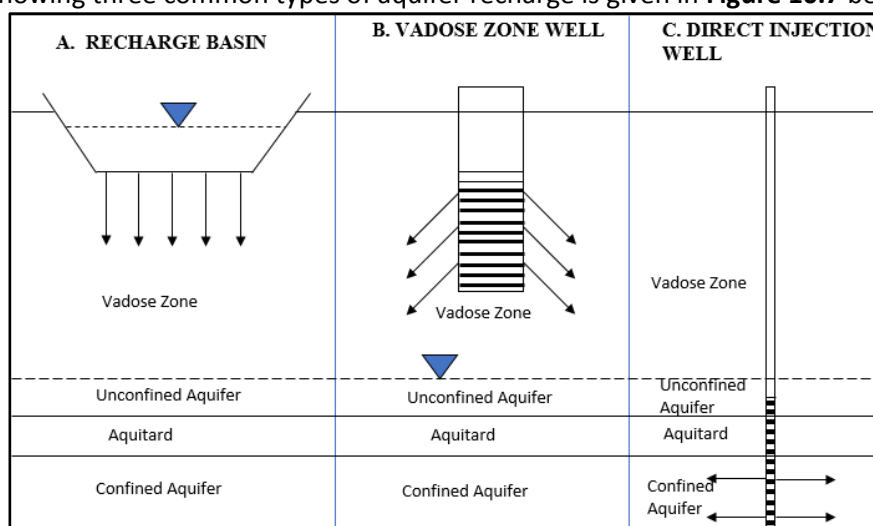 howing three common types of aquifer recharge is given in Figure 10.7 be
A. RECHARGE BASIN
Vadose Zone
Unconfined Aquifer
Aquitard
Confined Aquifer
B. VADOSE ZONE WELL
Vadose Zone
Unconfined Aquifer
Aquitard
Confined Aquifer
C. DIRECT INJECTION
WELL
Vadose Zone
Unconfined
Aquifer
Aquitard
Confined
Aquifer